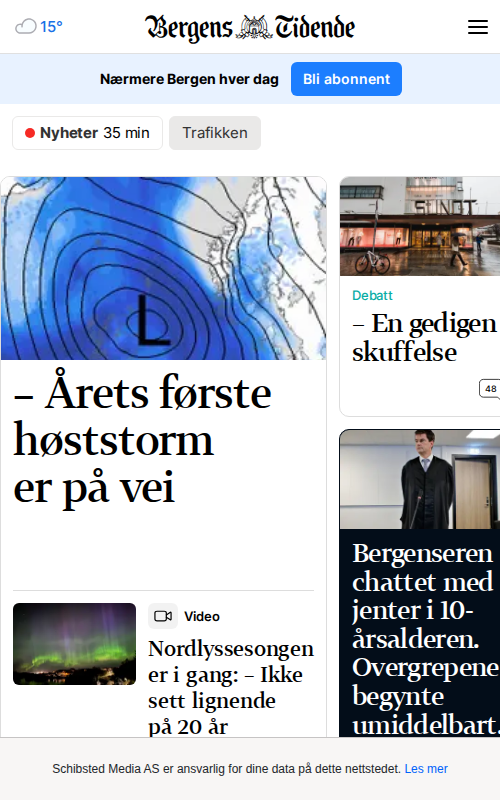 15°
Bergens Tidende
Nærmere Bergen hver dag
Bli abonnent
Nyheter 35 min
Trafikken
L
– Årets første
høststorm
er på vei
Video
Nordlyssesongen
er i gang: – Ikke
sett lignende
på 20 år
SUNDT
Debatt
– En gedigen
skuffelse
48
Bergenseren
chattet med
jenter i 10-
årsalderen.
Overgrepene
begynte
umiddelbart.
Schibsted Media AS er ansvarlig for dine data på dette nettstedet. Les mer